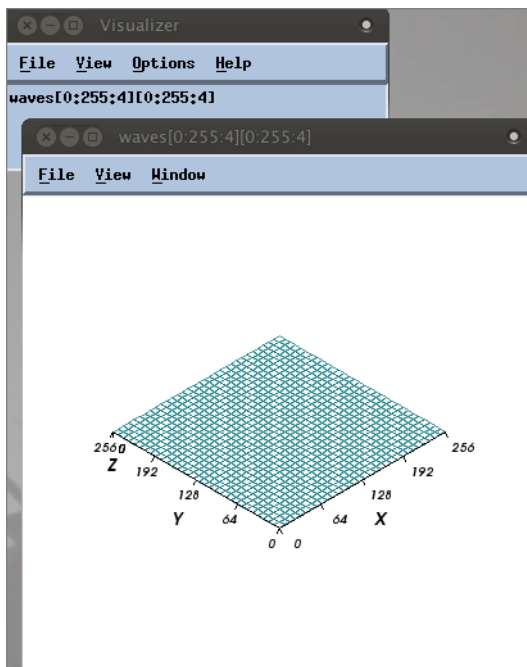 Visualizer
File View Options Help
waves[0:255:4][0:255:4]
waves[0:255:4][0:255:4]
File View Window
256 0 256
Z 192 192
128 128
Y 64 64 X
0 0